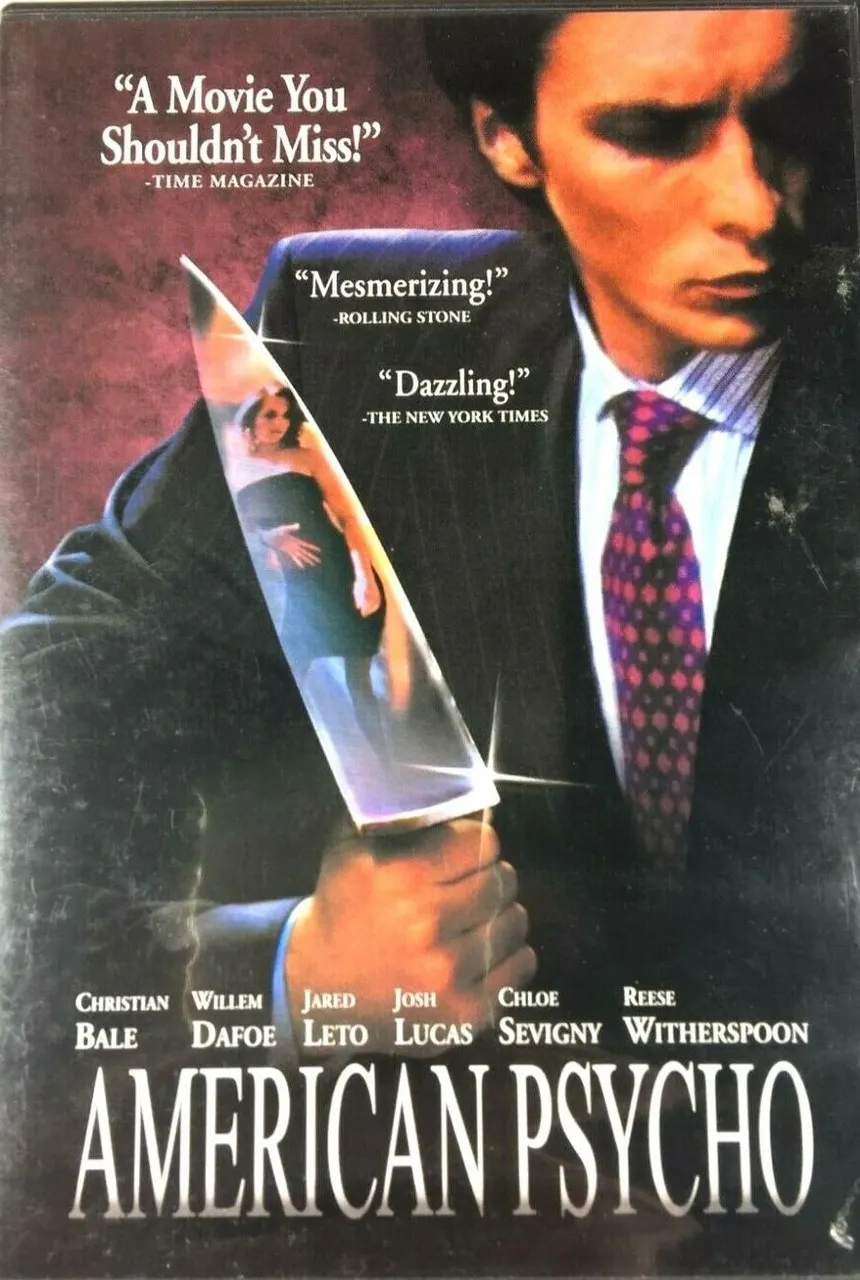 “A Movie You
Shouldn’t Miss!”
-TIME MAGAZINE
“Mesmerizing!”
-ROLLING STONE
“Dazzling!”
-THE NEW YORK TIMES
CHRISTIAN WILLEM JARED JOSH CHLOE REESE
BALE DAFOE LETO LUCAS SEVIGNY WITHERSPOON
AMERICAN PSYCHO